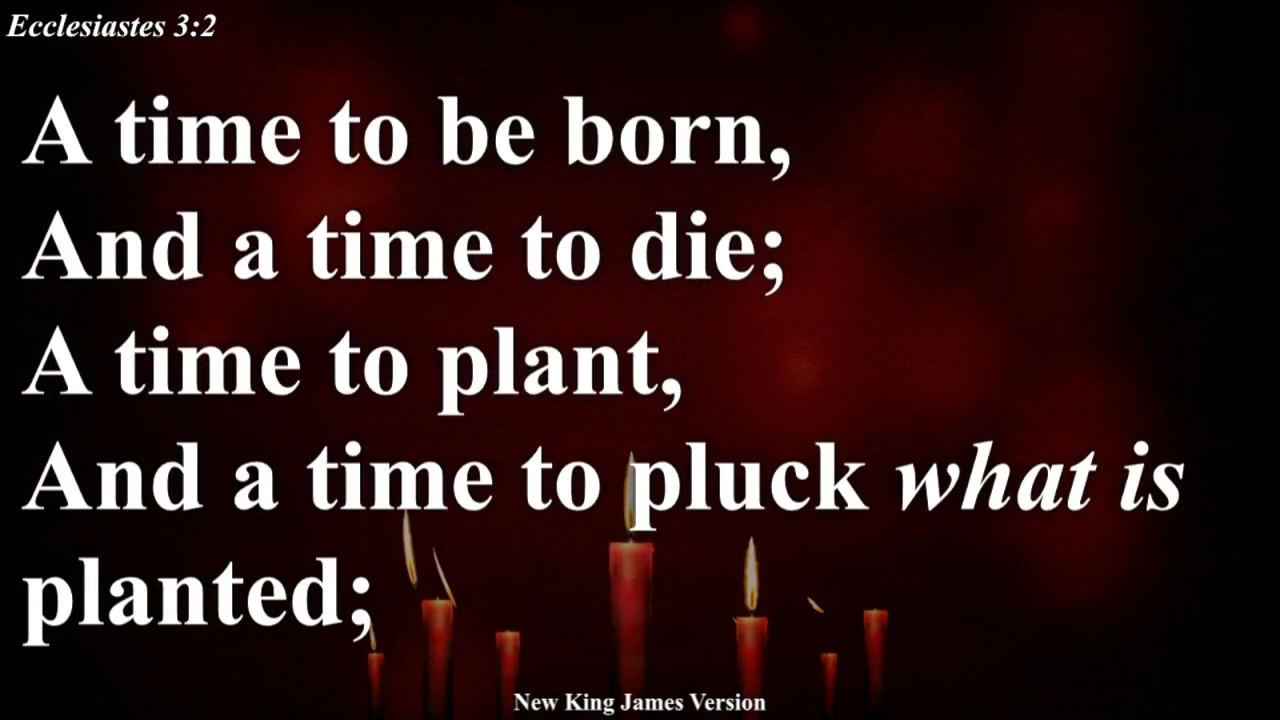 Ecclesiastes 3:2
A time to be born,
And a time to die;
A time to plant,
And a time to pluck what is
planted;
New King James Version